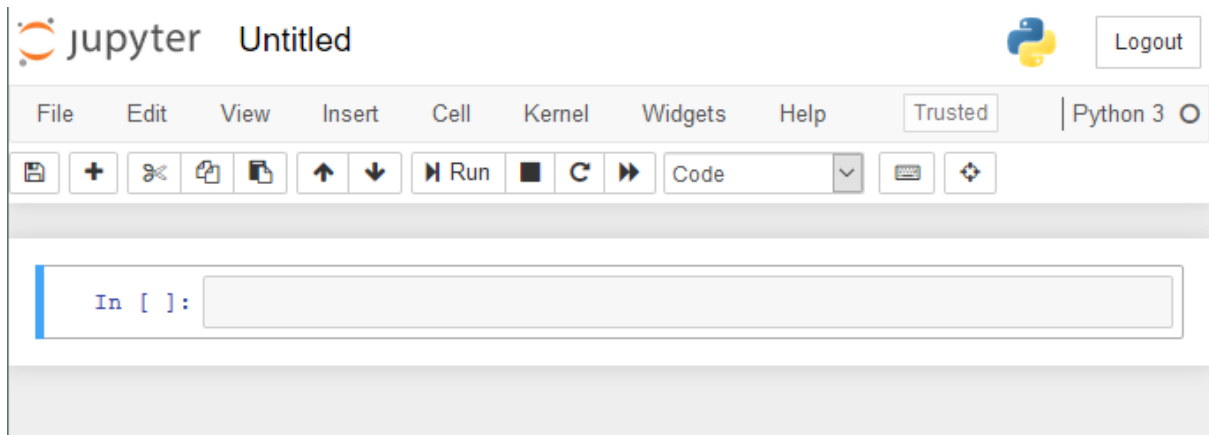 jupyter Untitled Logout
File Edit View Insert Cell Kernel Widgets Help Trusted Python 3
Run Code
In [ ]: